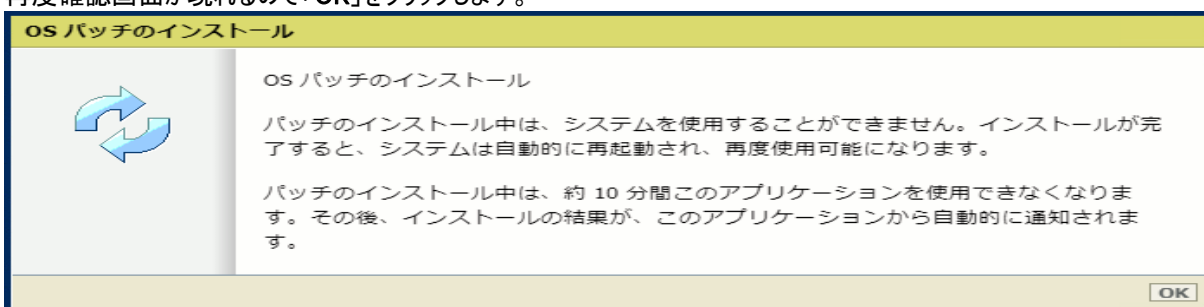 再度確認画面が現れるので「OK」をクリックします。
OS パッチのインストール
OS パッチのインストール
パッチのインストール中は、システムを使用することができません。インストールが完
了すると、システムは自動的に再起動され、再度使用可能になります。
パッチのインストール中は、約 10 分間このアプリケーションを使用できなくなりま
す。その後、インストールの結果が、このアプリケーションから自動的に通知されま
す。
OK